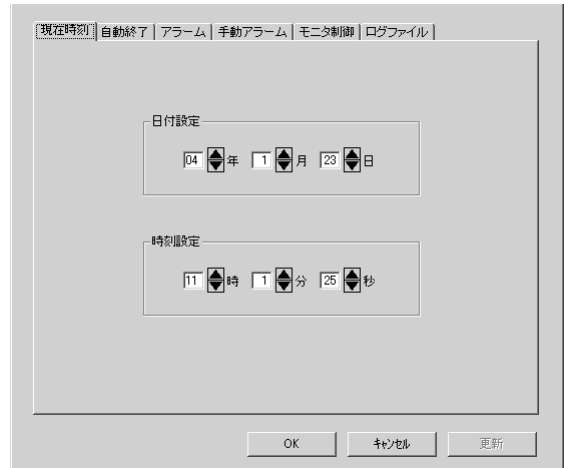 現在時刻 自動終了 アラーム 手動アラーム モニタ制御 ログファイル
日付設定
04 年 1 月 23 日
時刻設定
11 時 1 分 25 秒
OK ｷｬﾝｾﾙ 更新